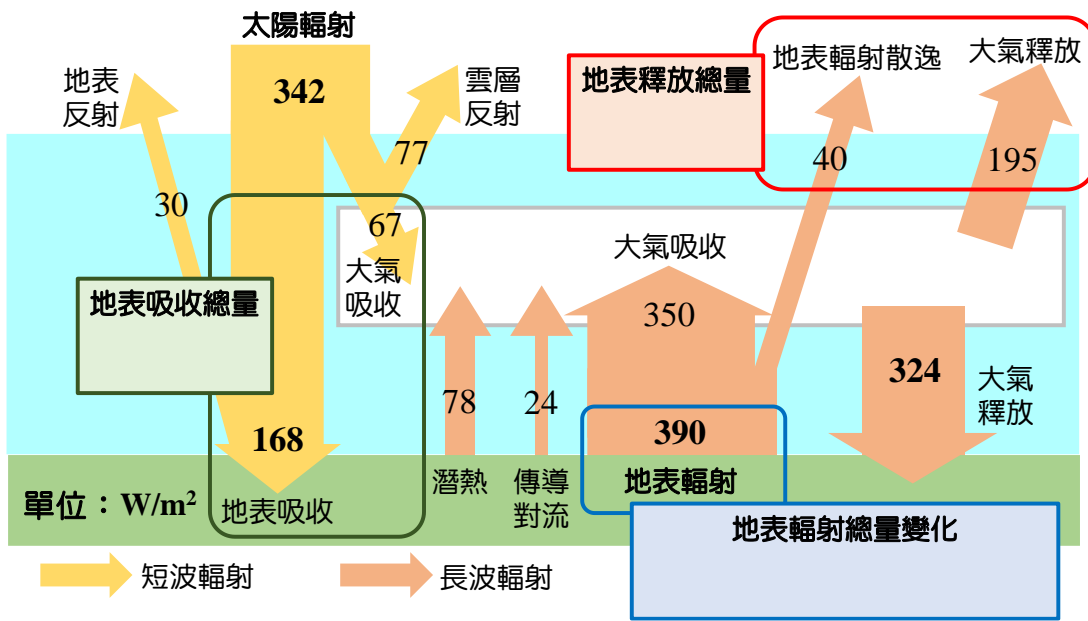 太陽輻射
342
地表
反射
30
雲層
反射
77
67
大氣
吸收
地表吸收總量
168
地表吸收
地表釋放總量
地表輻射散逸
40
大氣釋放
195
大氣吸收
350
78
潛熱
24
傳導
對流
390
地表輻射
324
大氣
釋放
地表輻射總量變化
單位：W/m²
短波輻射
長波輻射